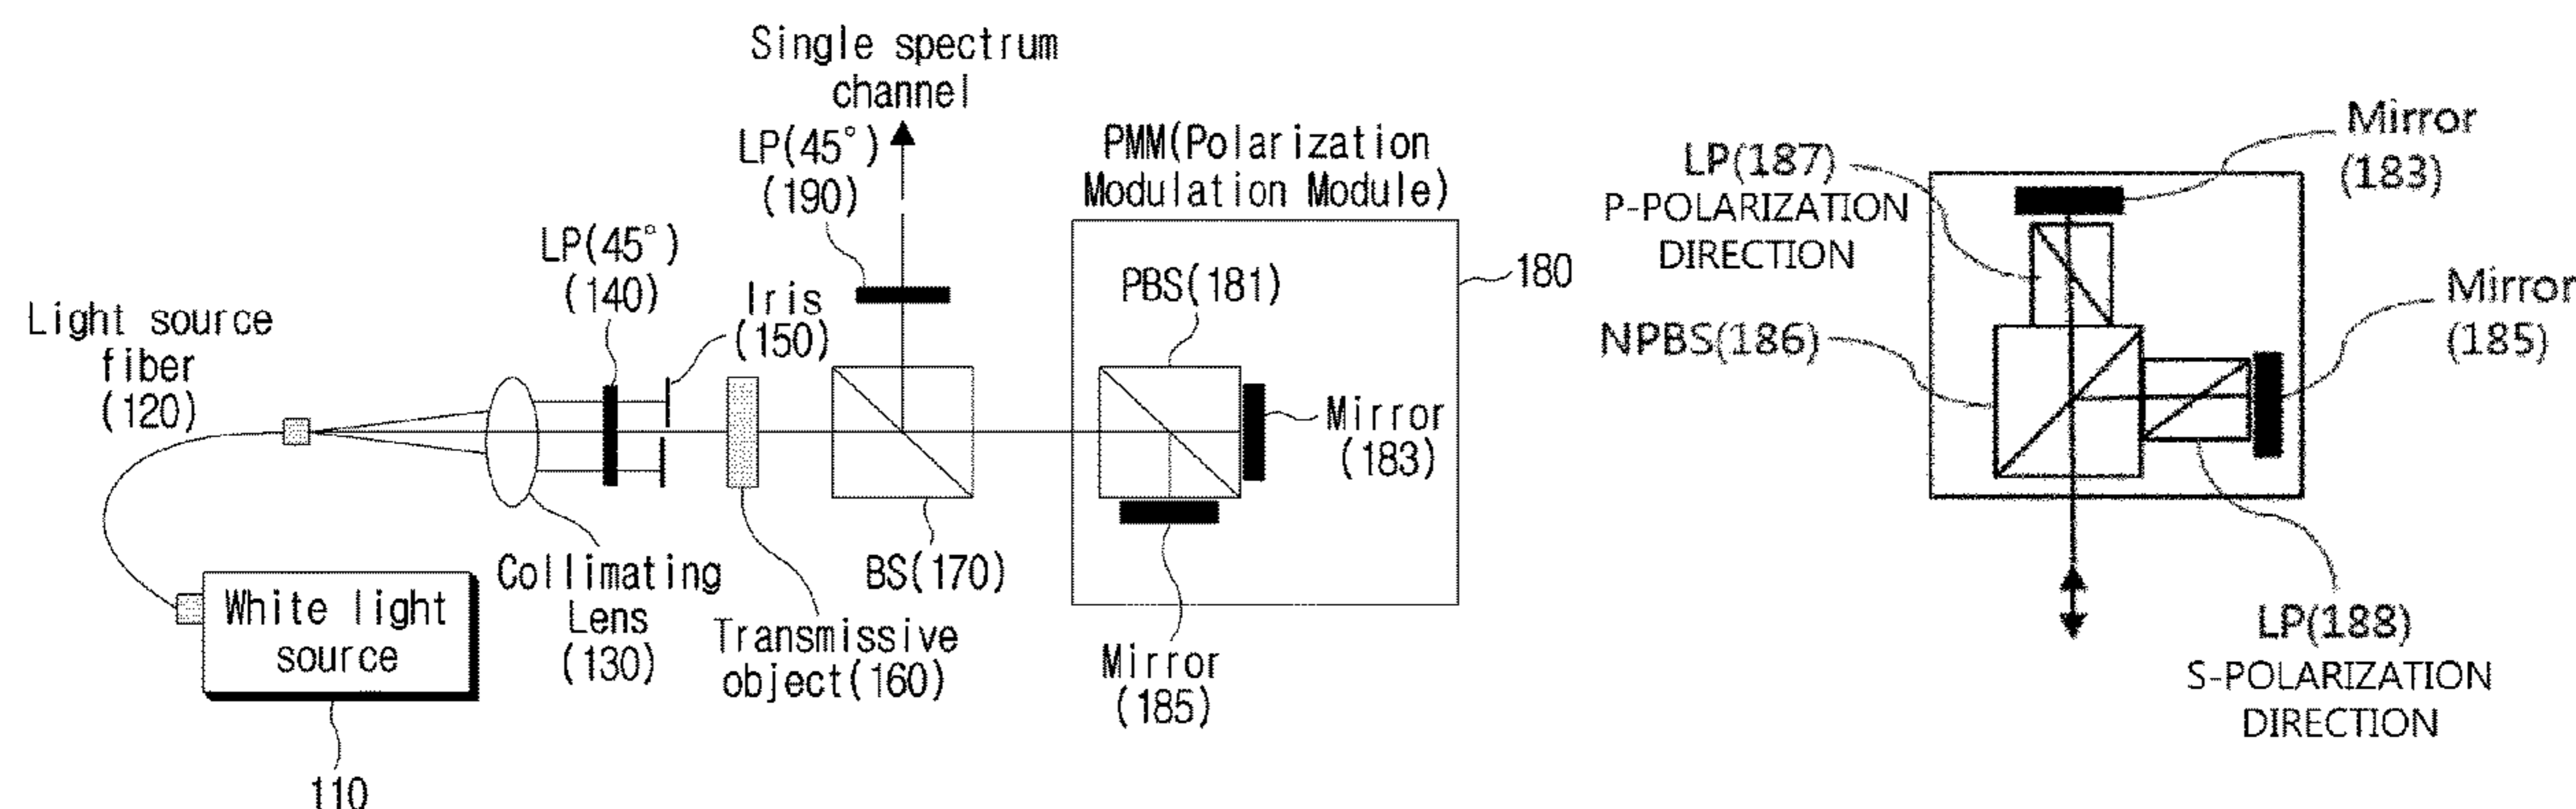 Single spectrum
channel
LP(45°)
(190)
PMM(Polarization
Modulation Module)
LP(45°)
(140)
Iris
(150)
Light source
fiber
(120)
PBS(181)
180
Mirror
(183)
Collimating
Lens
(130)
BS(170)
White light
source
Transmissive
object(160)
Mirror
(185)
110
Mirror
(183)
LP(187)
P-POLARIZATION
DIRECTION
NPBS(186)
Mirror
(185)
LP(188)
S-POLARIZATION
DIRECTION